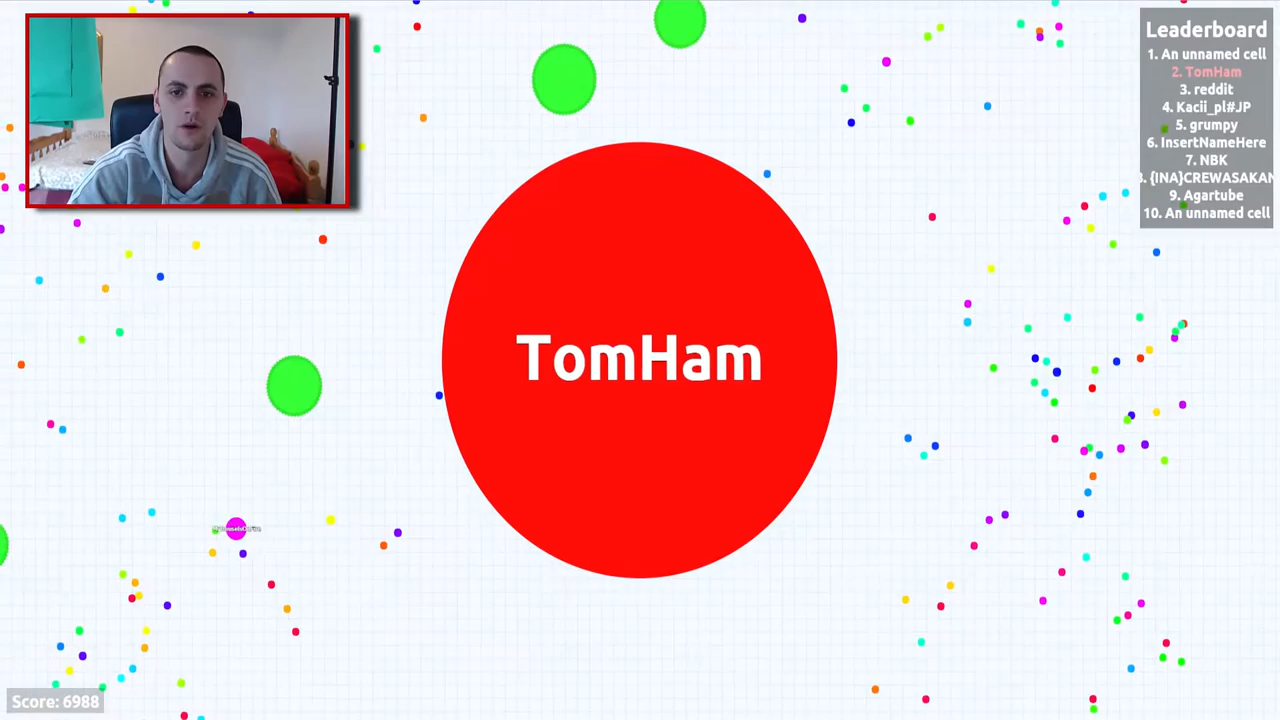 Leaderboard
1. An unnamed cell
2. TomHam
3. reddit
4. Kacii_pl#JP
5. grumpy
6. InsertNameHere
7. NBK
8. {INA}CREWASAKAN
9. Agartube
10. An unnamed cell
TomHam
Score: 6988